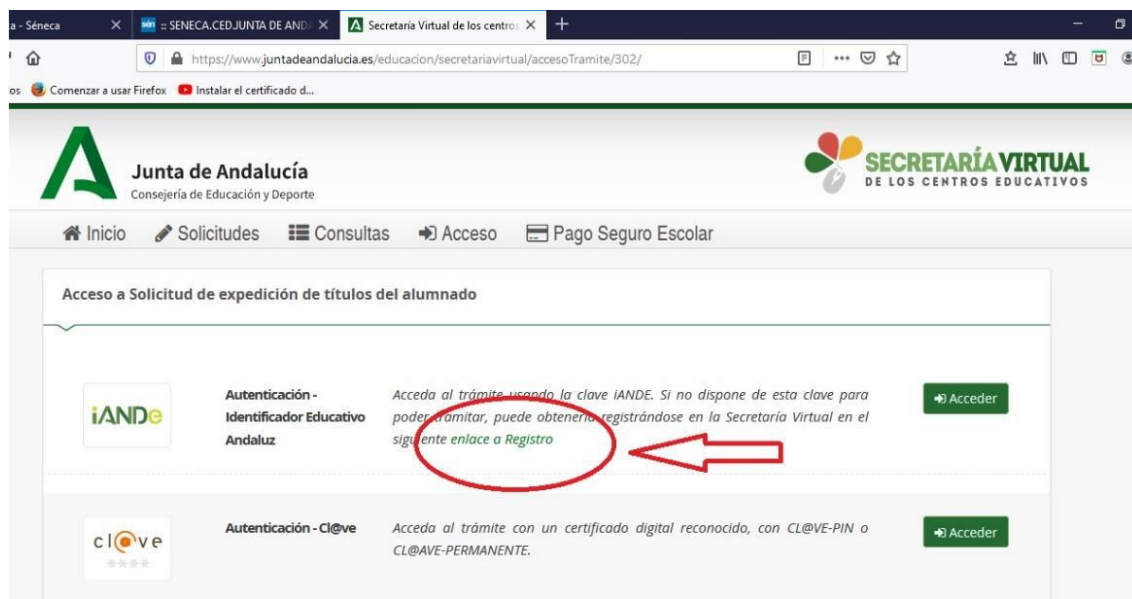 a - Séneca
sén :: SENECA.CED.JUNTA DE AND
Secretaría Virtual de los centros
https://www.juntadeandalucia.es/educacion/secretariavirtual/accesoTramite/302/
os Comenzar a usar Firefox Instalar el certificado d...
Junta de Andalucía
Consejería de Educación y Deporte
SECRETARÍA VIRTUAL
DE LOS CENTROS EDUCATIVOS
Inicio Solicitudes Consultas Acceso Pago Seguro Escolar
Acceso a Solicitud de expedición de títulos del alumnado
iANDe
Autenticación -
Identificador Educativo
Andaluz
Acceda al trámite usando la clave iANDE. Si no dispone de esta clave para
poder tramitar, puede obtenerla registrándose en la Secretaría Virtual en el
siguiente enlace a Registro
Acceder
cl@ve
****
Autenticación - Cl@ve
Acceda al trámite con un certificado digital reconocido, con CL@VE-PIN o
CL@AVE-PERMANENTE.
Acceder